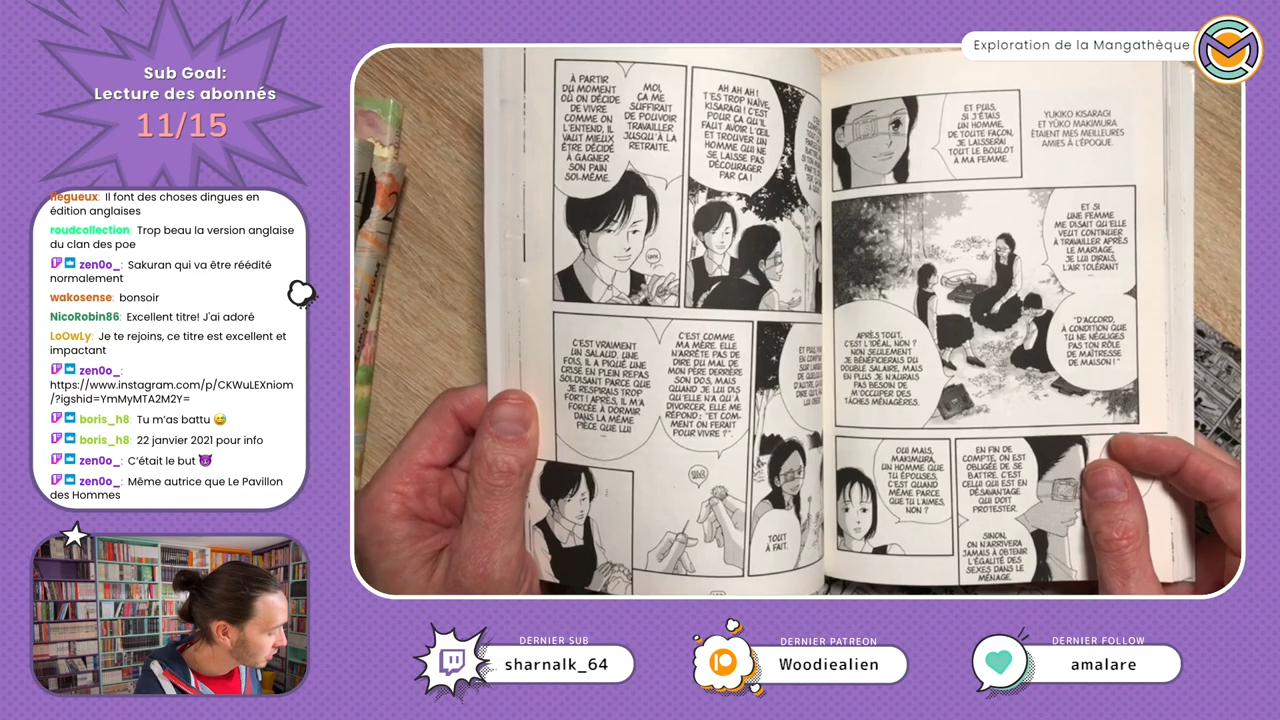 Sub Goal:
Lecture des abonnés
11/15
Exploration de la Mangathèque
flegueux: Il font des choses dingues en
édition anglaises
roudcollection: Trop beau la version anglaise
du clan des poe
zen0o_: Sakuran qui va être réédité
normalement
wakosense: bonsoir
NicoRobin86: Excellent titre! J'ai adoré
LoOwLy: Je te rejoins, ce titre est excellent et
impactant
zen0o_:
https://www.instagram.com/p/CKWuLEXniom
/?igshid=YmMyMTA2M2Y=
boris_h8: Tu m'as battu 😅
boris_h8: 22 janvier 2021 pour info
zen0o_: C'était le but 😈
zen0o_: Même autrice que Le Pavillon
des Hommes
À PARTIR
DU MOMENT
OÙ ON DÉCIDE
DE VIVRE
COMME ON
L'ENTEND, IL
VAUT MIEUX
ÊTRE DÉCIDÉ
À GAGNER
SON PAIN
SOI-MÊME.
MOI,
ÇA ME
SUFFIRAIT
DE POUVOIR
TRAVAILLER
JUSQU'À LA
RETRAITE.
AH AH AH !
T'ES TROP NAÏVE,
KISARAGI ! C'EST
POUR ÇA QU'IL
FAUT AVOIR L'ŒIL
ET TROUVER UN
HOMME QUI NE
SE LAISSE PAS
DÉCOURAGER
PAR ÇA !
C'EST VRAIMENT
UN SALAUD. UNE
FOIS, IL A PIQUÉ UNE
CRISE EN PLEIN REPAS
SOI-DISANT PARCE QUE
JE RESPIRAIS TROP
FORT ! APRÈS, IL M'A
FORCÉE À DORMIR
DANS LA MÊME
PIÈCE QUE LUI
...
C'EST COMME
MA MÈRE. ELLE
N'ARRÊTE PAS DE
DIRE DU MAL DE
MON PÈRE DERRIÈRE
SON DOS, MAIS
QUAND JE LUI DIS
QU'ELLE N'A QU'À
DIVORCER, ELLE ME
RÉPOND : "ET COM-
MENT ON FERAIT
POUR VIVRE ?".
TOUT
À FAIT.
ET PUIS,
SI J'ÉTAIS
UN HOMME,
DE TOUTE FAÇON,
JE LAISSERAI
TOUT LE BOULOT
À MA FEMME.
YUKIKO KISARAGI
ET YÛKO MAKIMURA
ÉTAIENT MES MEILLEURES
AMIES À L'ÉPOQUE.
ET SI
UNE FEMME
ME DISAIT QU'ELLE
VEUT CONTINUER
À TRAVAILLER APRÈS
LE MARIAGE,
JE LUI DIRAIS,
L'AIR TOLÉRANT
...
"D'ACCORD,
À CONDITION QUE
TU NE NÉGLIGES
PAS TON RÔLE
DE MAÎTRESSE
DE MAISON !"
APRÈS TOUT,
C'EST L'IDÉAL, NON ?
NON SEULEMENT
JE BÉNÉFICIERAIS DU
DOUBLE SALAIRE, MAIS
EN PLUS JE N'AURAIS
PAS BESOIN DE
M'OCCUPER DES
TÂCHES MÉNAGÈRES.
OUI MAIS,
MAKIMURA,
UN HOMME QUE
TU ÉPOUSES,
C'EST QUAND
MÊME PARCE
QUE TU L'AIMES,
NON ?
EN FIN DE
COMPTE, ON EST
OBLIGÉE DE SE
BATTRE. C'EST
CELUI QUI EST EN
DÉSAVANTAGE
QUI DOIT
PROTESTER.
SINON,
ON N'ARRIVERA
JAMAIS À OBTENIR
L'ÉGALITÉ DES
SEXES DANS LE
MÉNAGE.
DERNIER SUB
sharnalk_64
DERNIER PATREON
Woodiealien
DERNIER FOLLOW
amalare